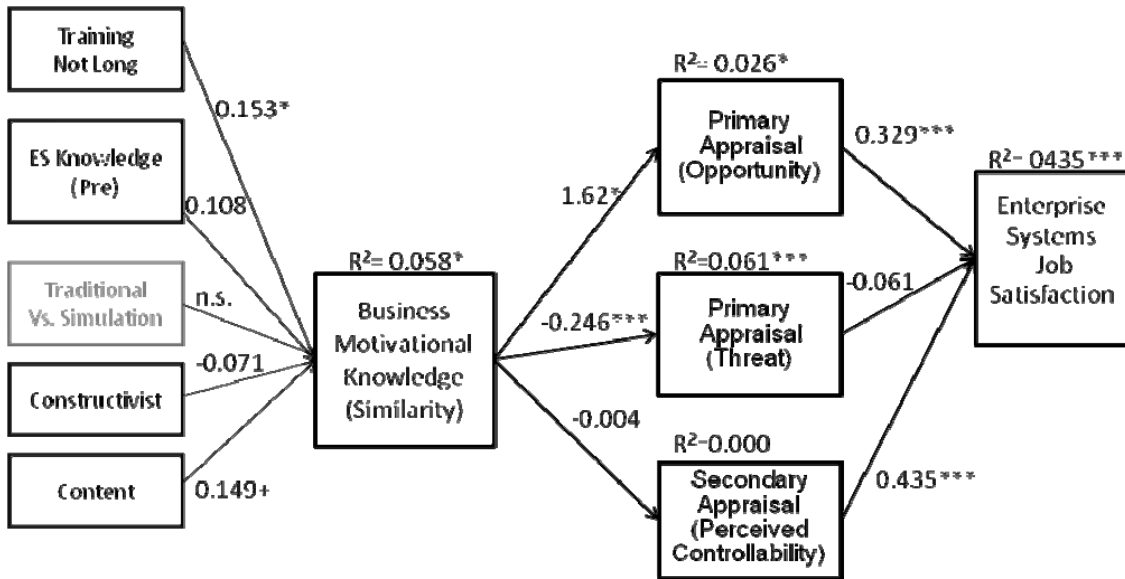 Training
Not Long
0.153*
ES Knowledge
(Pre)
0.108
Traditional
Vs. Simulation
n.s.
Constructivist
-0.071
Content
0.149+
R²= 0.058*
Business
Motivational
Knowledge
(Similarity)
1.62*
-0.246***
-0.004
R²= 0.026*
Primary
Appraisal
(Opportunity)
0.329***
R²=0.061***
Primary
Appraisal
(Threat)
-0.061
R²=0.000
Secondary
Appraisal
(Perceived
Controllability)
0.435***
R²- 0435***
Enterprise
Systems
Job
Satisfaction